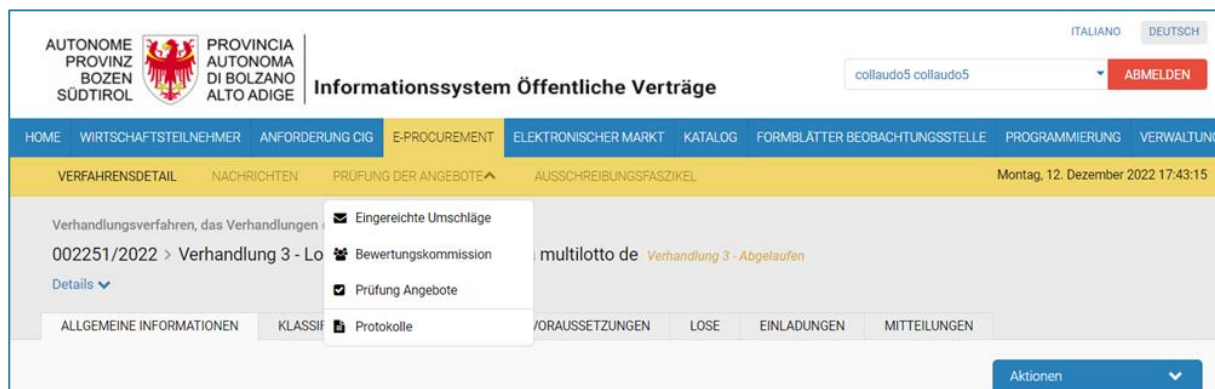 ITALIANO DEUTSCH
AUTONOME PROVINZ BOZEN SÜDTIROL
PROVINCIA AUTONOMA DI BOLZANO ALTO ADIGE
Informationssystem Öffentliche Verträge
collaudo5 collaudo5 ABMELDEN
HOME WIRTSCHAFTSTEILNEHMER ANFORDERUNG CIG E-PROCUREMENT ELEKTRONISCHER MARKT KATALOG FORMBLÄTTER BEOBACHTUNGSSTELLE PROGRAMMIERUNG VERWALTUNG
VERFAHRENSDETAIL NACHRICHTEN PRÜFUNG DER ANGEBOTE AUSSCHREIBUNGSFASZIKEL Montag, 12. Dezember 2022 17:43:15
Verhandlungsverfahren, das Verhandlungen
Eingereichte Umschläge
002251/2022 > Verhandlung 3 - Lo
Bewertungskommission
multilotto de Verhandlung 3 - Abgelaufen
Details
Prüfung Angebote
ALLGEMEINE INFORMATIONEN KLASSIF
Protokolle
VORAUSSETZUNGEN LOSE EINLADUNGEN MITTEILUNGEN
Aktionen